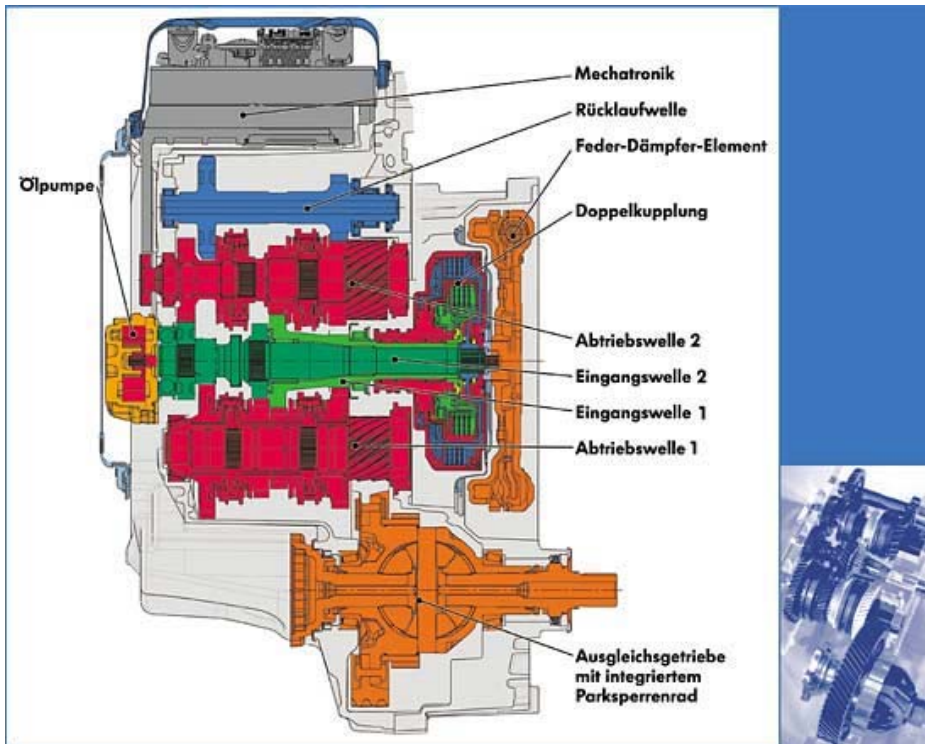 Mechatronik
Rücklaufwelle
Feder-Dämpfer-Element
Ölpumpe
Doppelkupplung
Abtriebswelle 2
Eingangswelle 2
Eingangswelle 1
Abtriebswelle 1
Ausgleichsgetriebe
mit integriertem
Parksperrenrad